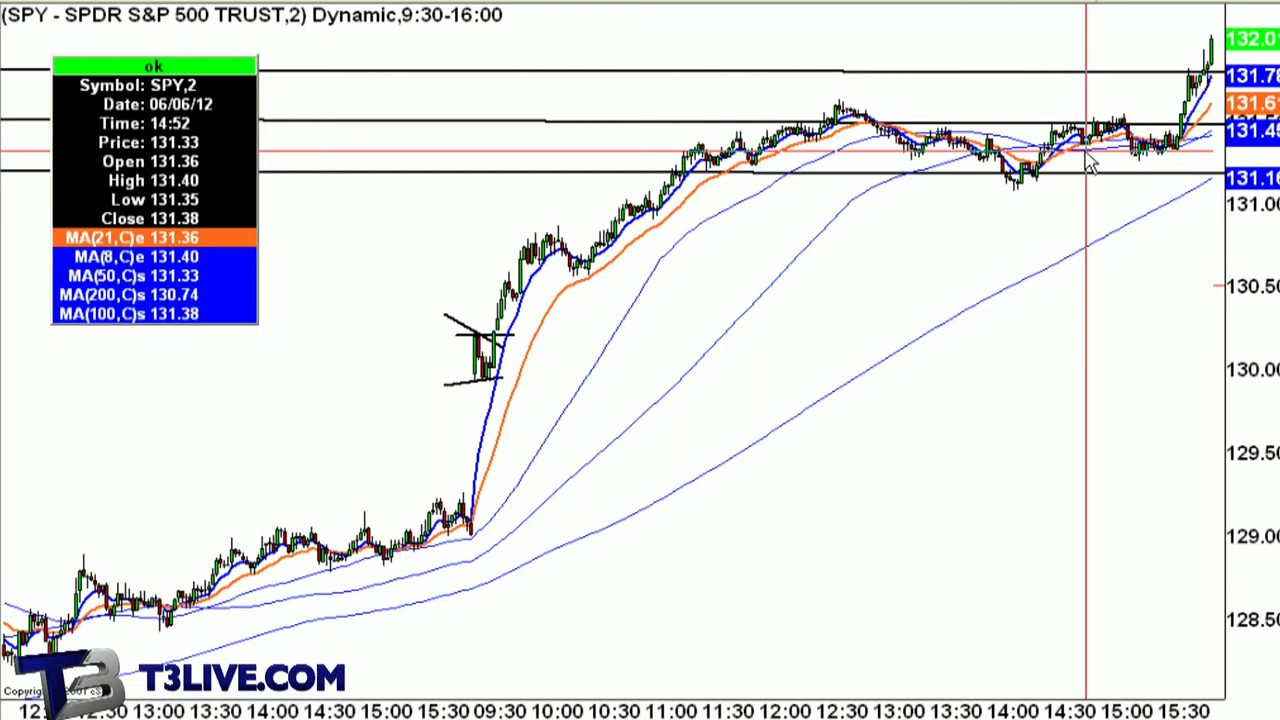 (SPY - SPDR S&P 500 TRUST,2) Dynamic,9:30-16:00
ok
Symbol: SPY,2
Date: 06/06/12
Time: 14:52
Price: 131.33
Open 131.36
High 131.40
Low 131.35
Close 131.38
MA(21,C)e 131.36
MA(8,C)e 131.40
MA(50,C)s 131.33
MA(200,C)s 130.74
MA(100,C)s 131.38
132.01
131.78
131.61
131.48
131.16
131.00
130.50
130.00
129.50
129.00
128.50
T3 T3LIVE.COM
12:30 13:00 13:30 14:00 14:30 15:00 15:30 09:30 10:00 10:30 11:00 11:30 12:00 12:30 13:00 13:30 14:00 14:30 15:00 15:30